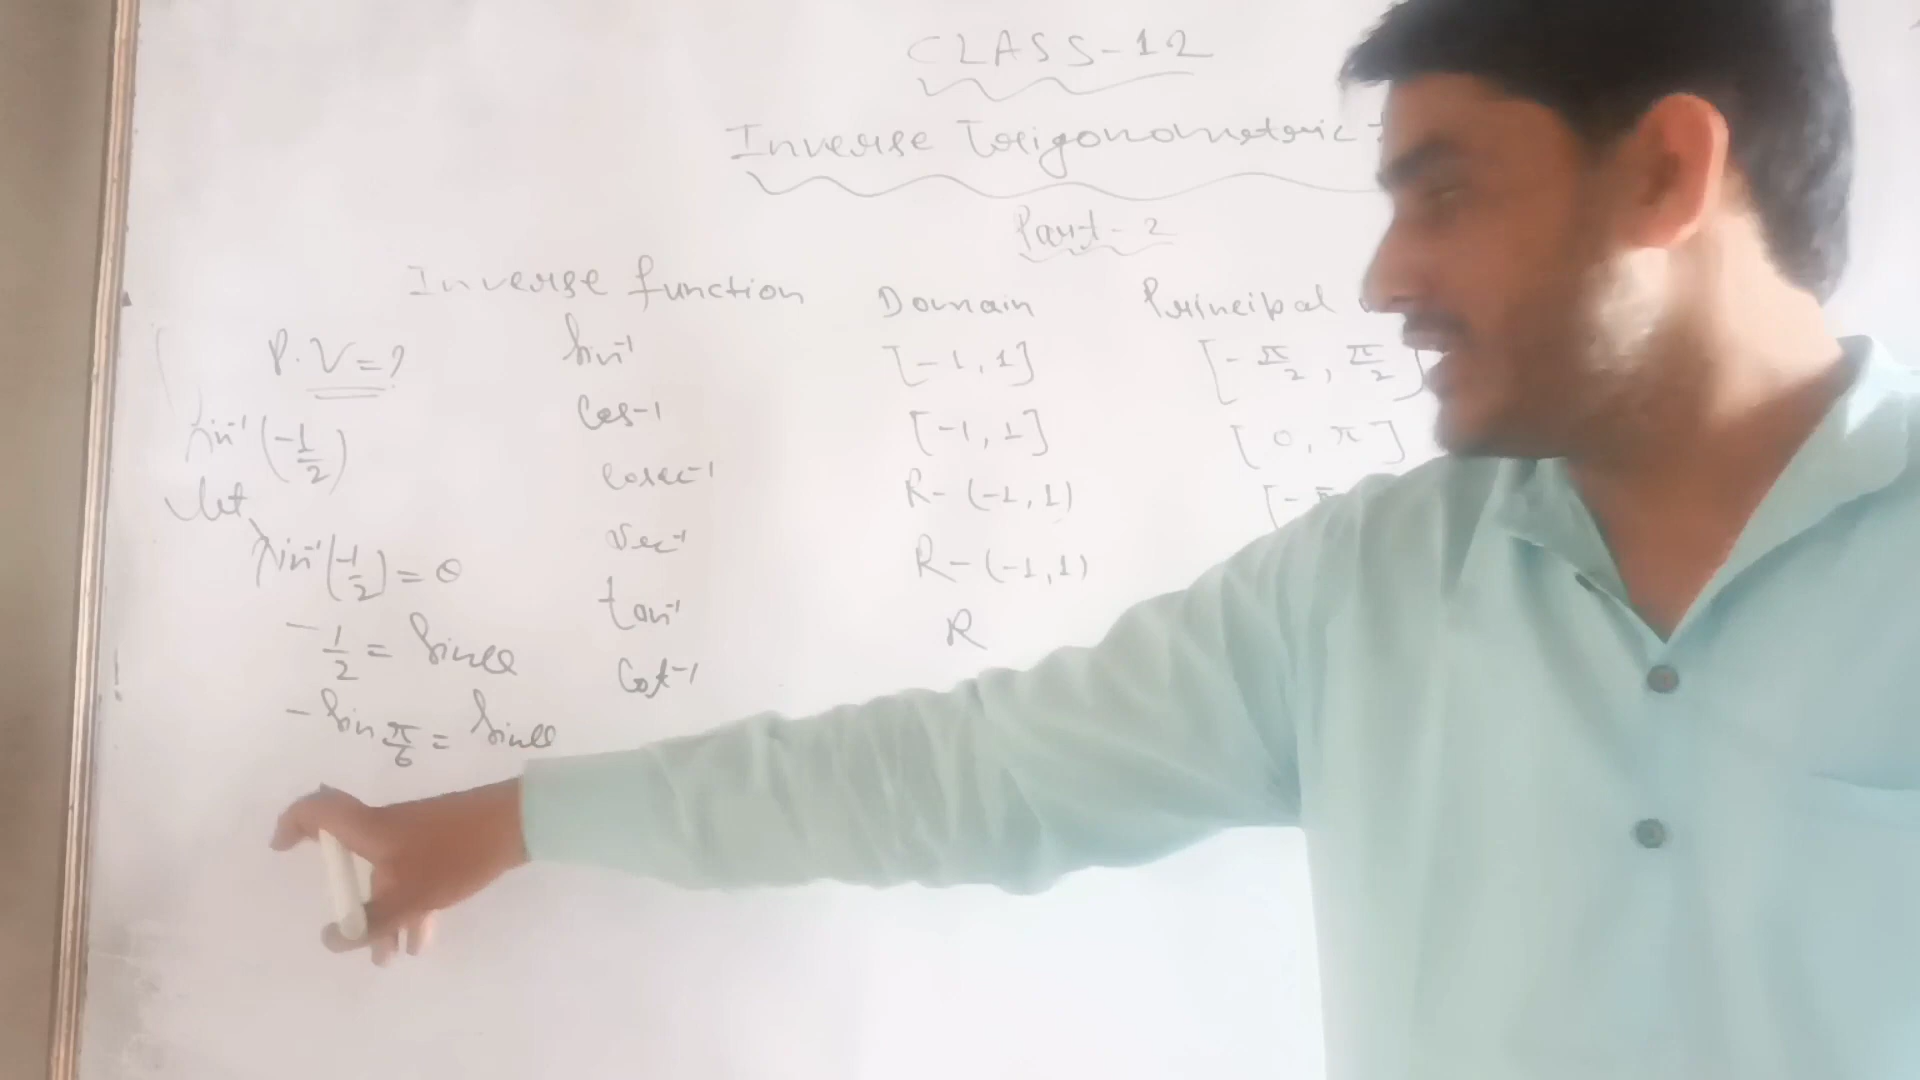 CLASS-12
Inverse Trigonometric
Part-2
Inverse function Domain Principal
P.V=? sin⁻¹ [-1,1] [-π/2, π/2]
sin⁻¹(-1/2) Cos⁻¹ [-1,1] [0, π]
let cosec⁻¹ R-(-1,1) [-π
sin⁻¹(-1/2) = θ Sec⁻¹ R-(-1,1)
-1/2 = Sinθ tan⁻¹ R
-Sin π/6 = Sinθ Cot⁻¹